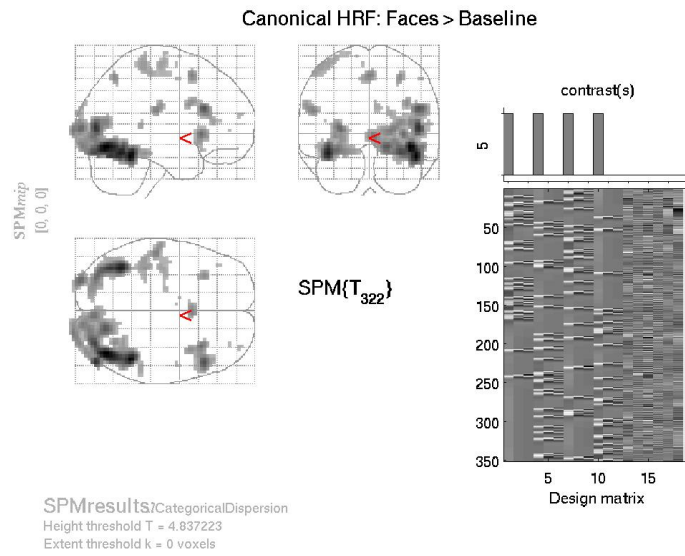 Canonical HRF: Faces > Baseline
SPMmip
[0, 0, 0]
<
<
<
SPM{T322}
contrast(s)
5
50
100
150
200
250
300
350
5 10 15
Design matrix
SPMresults: CategoricalDispersion
Height threshold T = 4.837223
Extent threshold k = 0 voxels